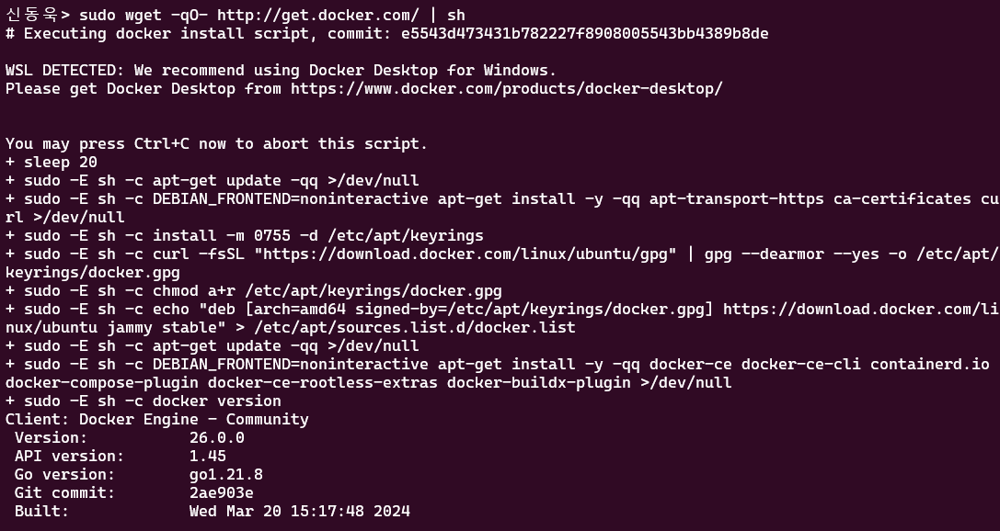 신동욱> sudo wget -qO- http://get.docker.com/ | sh
# Executing docker install script, commit: e5543d473431b782227f8908005543bb4389b8de
WSL DETECTED: We recommend using Docker Desktop for Windows.
Please get Docker Desktop from https://www.docker.com/products/docker-desktop/
You may press Ctrl+C now to abort this script.
+ sleep 20
+ sudo -E sh -c apt-get update -qq >/dev/null
+ sudo -E sh -c DEBIAN_FRONTEND=noninteractive apt-get install -y -qq apt-transport-https ca-certificates cu
rl >/dev/null
+ sudo -E sh -c install -m 0755 -d /etc/apt/keyrings
+ sudo -E sh -c curl -fsSL "https://download.docker.com/linux/ubuntu/gpg" | gpg --dearmor --yes -o /etc/apt/
keyrings/docker.gpg
+ sudo -E sh -c chmod a+r /etc/apt/keyrings/docker.gpg
+ sudo -E sh -c echo "deb [arch=amd64 signed-by=/etc/apt/keyrings/docker.gpg] https://download.docker.com/li
nux/ubuntu jammy stable" > /etc/apt/sources.list.d/docker.list
+ sudo -E sh -c apt-get update -qq >/dev/null
+ sudo -E sh -c DEBIAN_FRONTEND=noninteractive apt-get install -y -qq docker-ce docker-ce-cli containerd.io
docker-compose-plugin docker-ce-rootless-extras docker-buildx-plugin >/dev/null
+ sudo -E sh -c docker version
Client: Docker Engine - Community
Version: 26.0.0
API version: 1.45
Go version: go1.21.8
Git commit: 2ae903e
Built: Wed Mar 20 15:17:48 2024